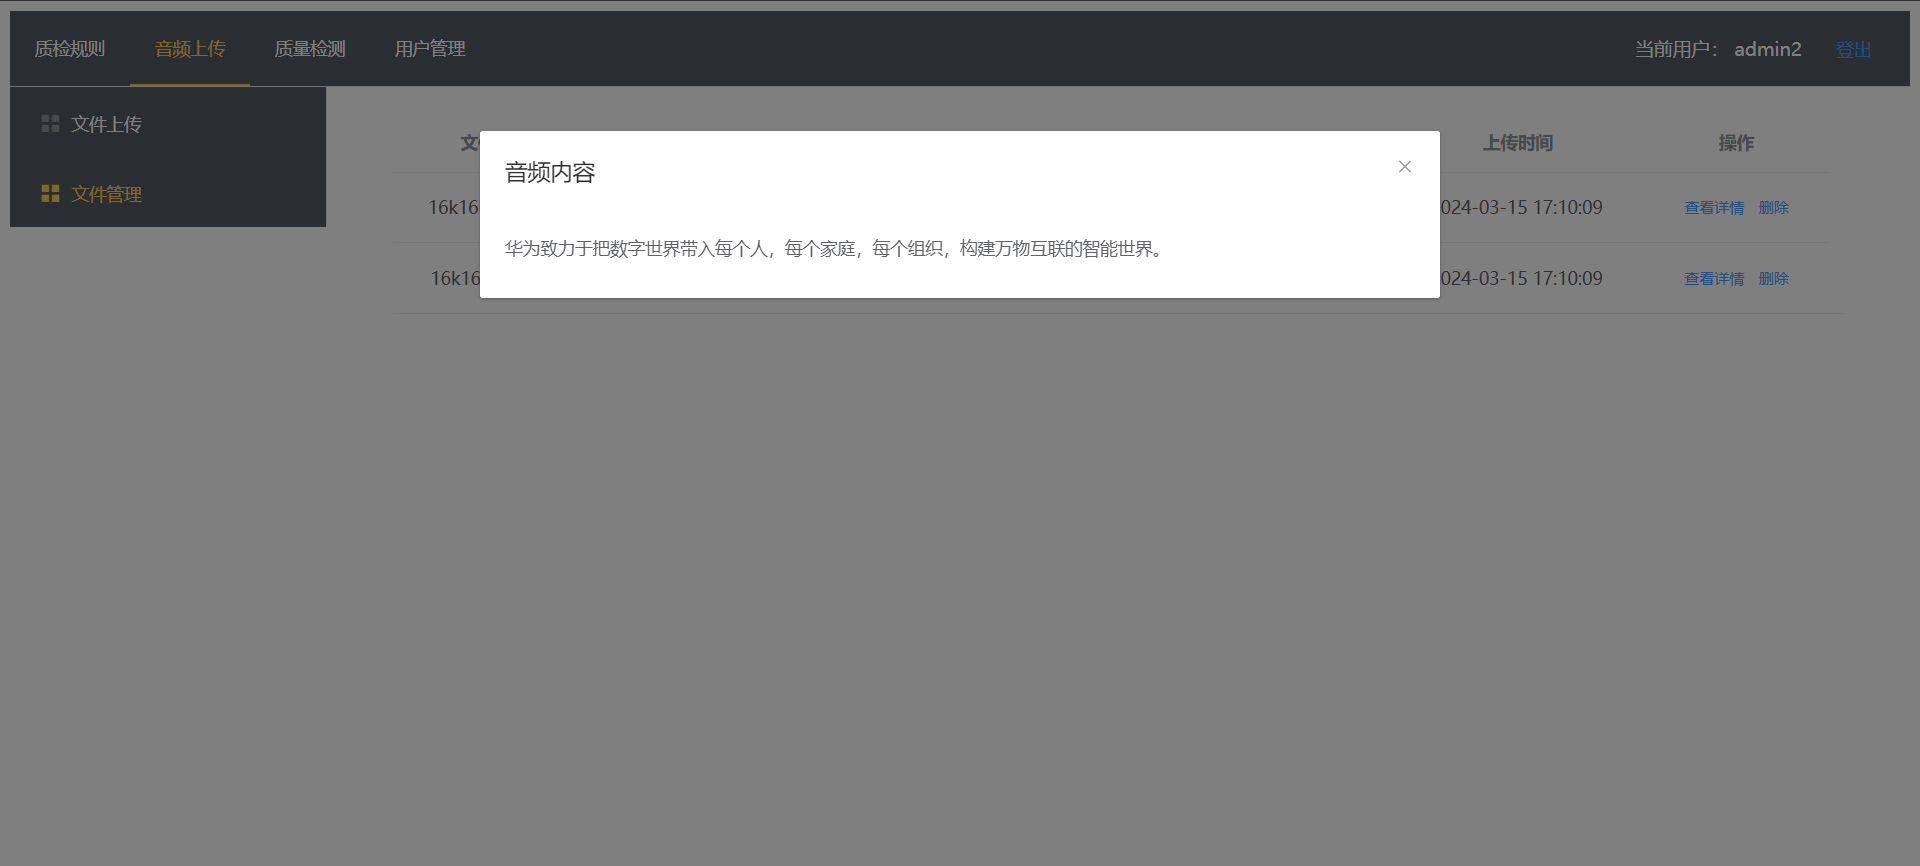 质检规则 音频上传 质量检测 用户管理 当前用户： admin2 登出
文件上传
文件管理
上传时间 操作
音频内容
16k16 024-03-15 17:10:09 查看详情 删除
华为致力于把数字世界带入每个人，每个家庭，每个组织，构建万物互联的智能世界。
16k16 024-03-15 17:10:09 查看详情 删除